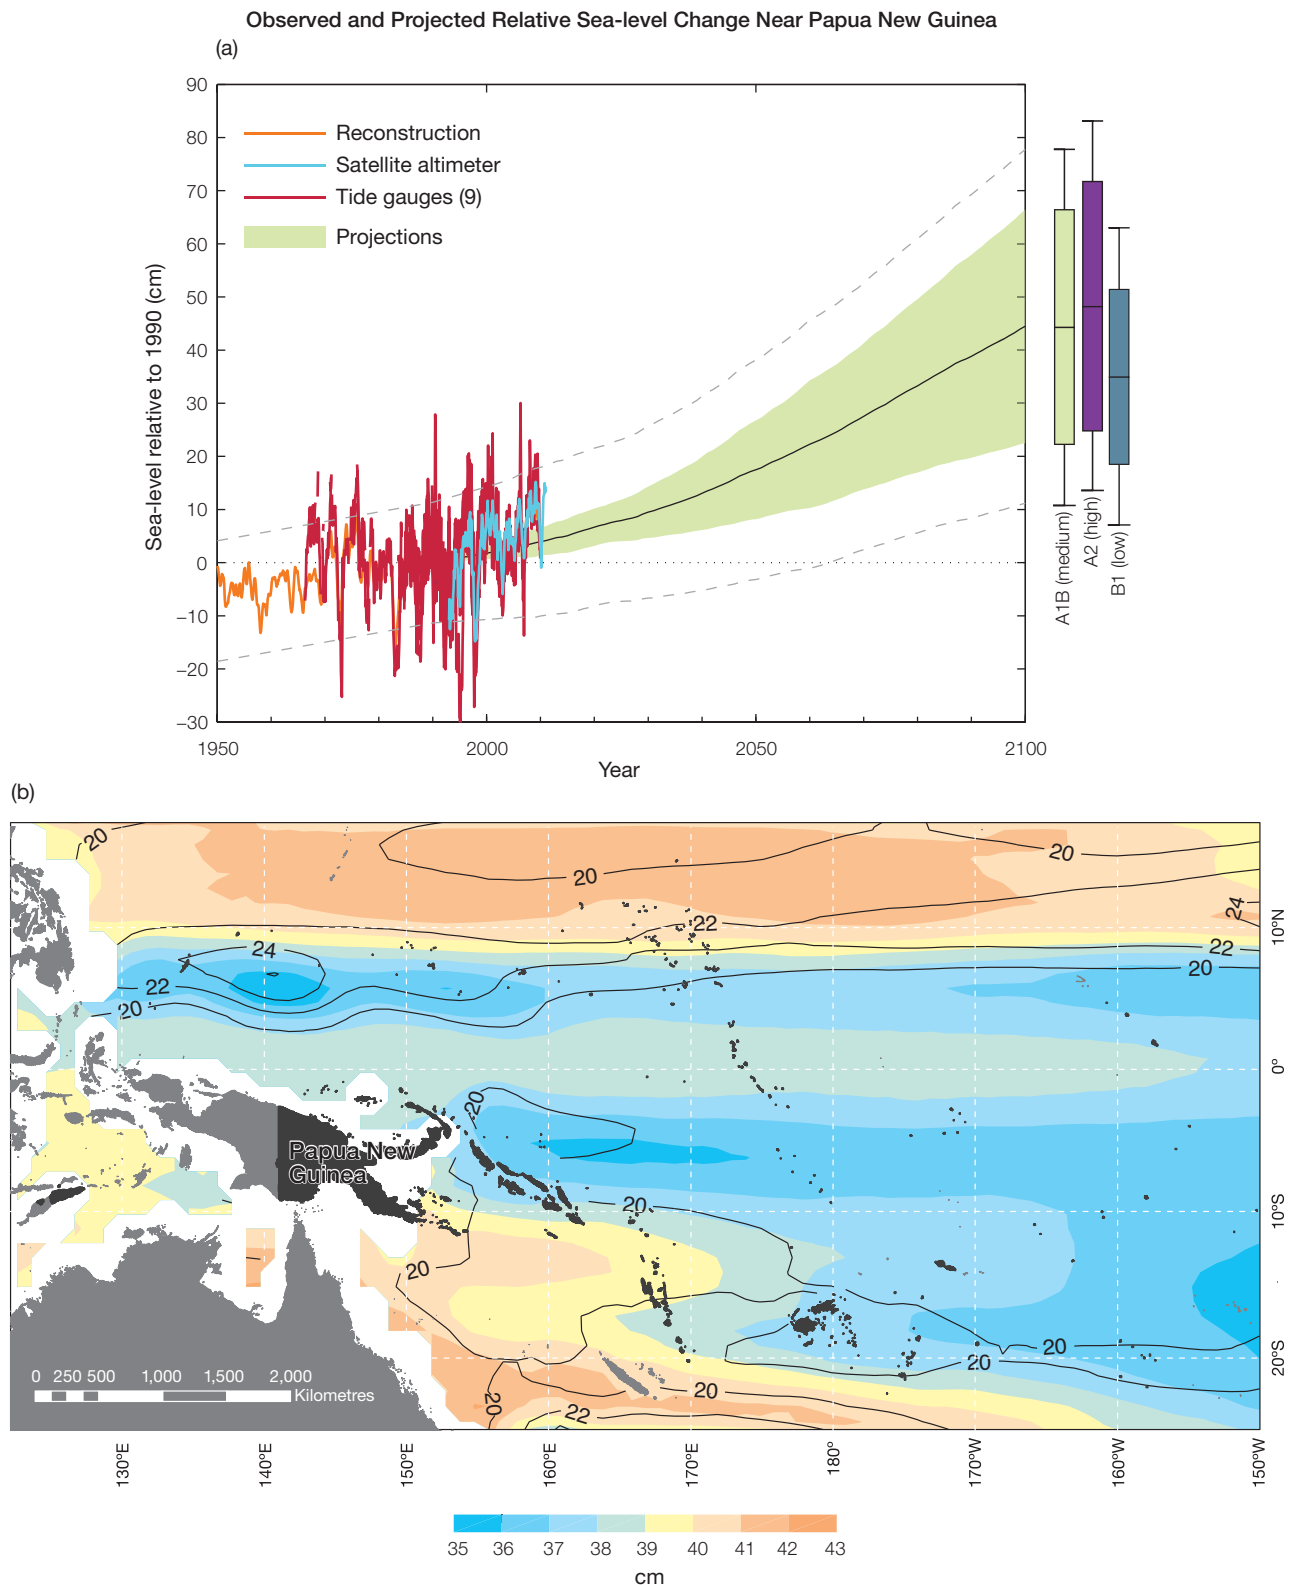 Observed and Projected Relative Sea-level Change Near Papua New Guinea
(a)
90
80
70
60
50
40
30
20
10
0
–10
–20
–30
Sea-level relative to 1990 (cm)
Reconstruction
Satellite altimeter
Tide gauges (9)
Projections
1950
2000
2050
2100
Year
A1B (medium)
A2 (high)
B1 (low)
(b)
20
20
20
24
22
22
20
24
22
20
10°N
0°
10°S
20°S
20
20
20
20
20
20
20
22
Papua New
Guinea
0 250 500 1,000 1,500 2,000
Kilometres
130°E
140°E
150°E
160°E
170°E
180°
170°W
160°W
150°W
35 36 37 38 39 40 41 42 43
cm